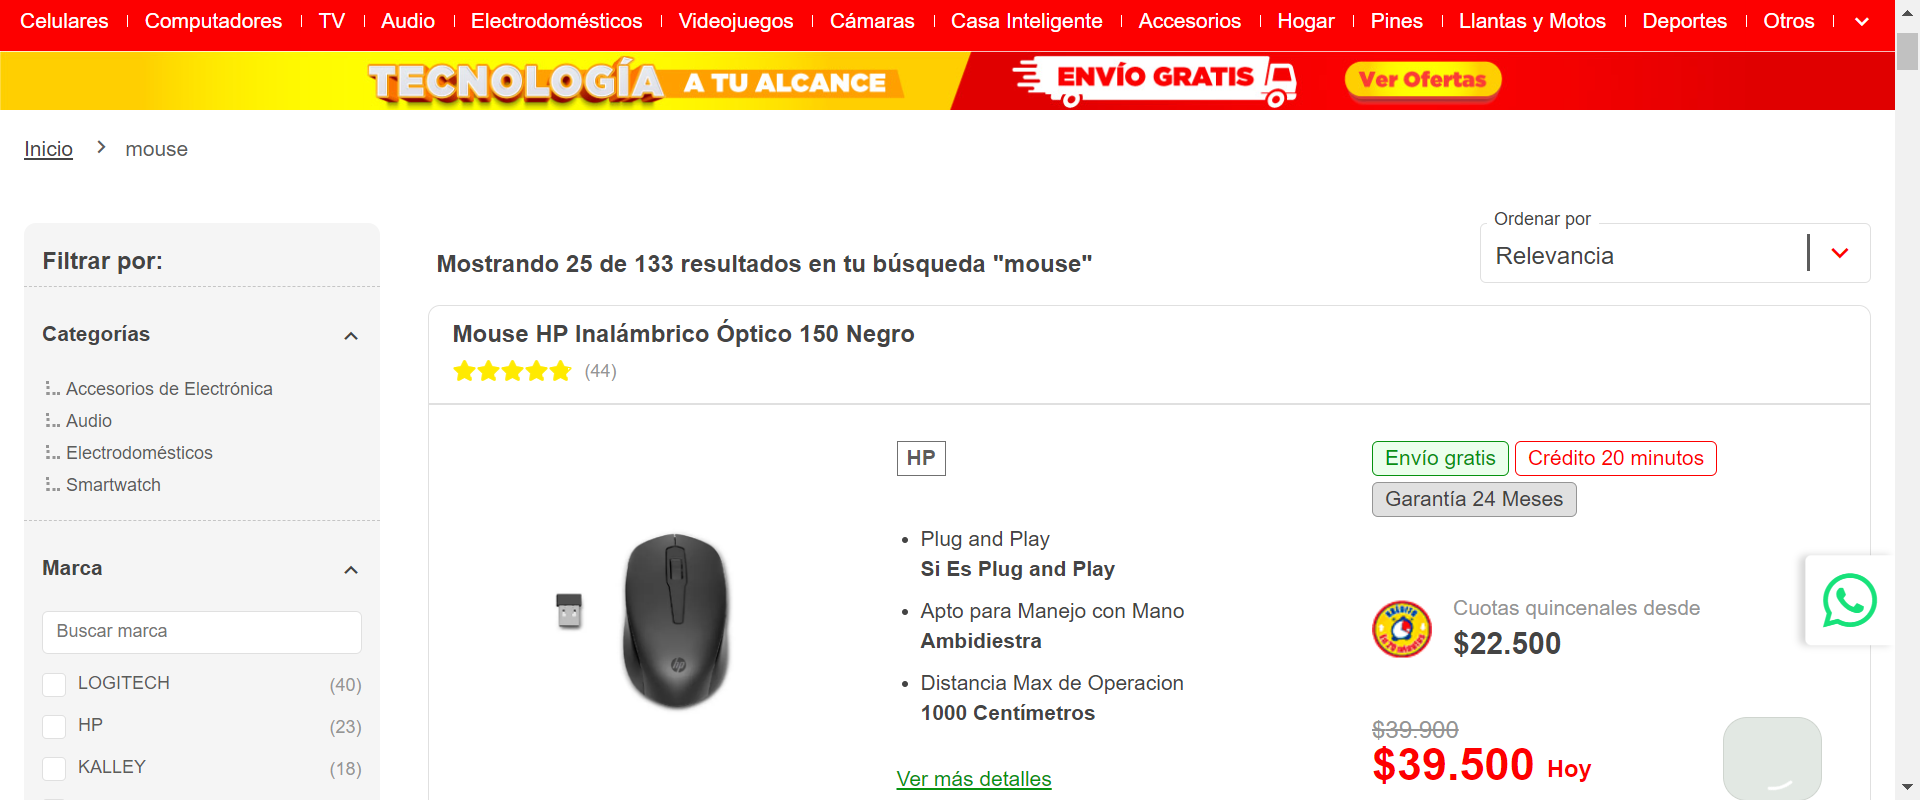 Celulares Computadores TV Audio Electrodomésticos Videojuegos Cámaras Casa Inteligente Accesorios Hogar Pines Llantas y Motos Deportes Otros
TECNOLOGÍA A TU ALCANCE ENVÍO GRATIS Ver Ofertas
Inicio mouse
Filtrar por:
Categorías
Accesorios de Electrónica
Audio
Electrodomésticos
Smartwatch
Marca
Buscar marca
LOGITECH (40)
HP (23)
KALLEY (18)
Ordenar por
Relevancia
Mostrando 25 de 133 resultados en tu búsqueda "mouse"
Mouse HP Inalámbrico Óptico 150 Negro
(44)
HP
Plug and Play
Si Es Plug and Play
Apto para Manejo con Mano
Ambidiestra
Distancia Max de Operacion
1000 Centímetros
Ver más detalles
Envío gratis Crédito 20 minutos
Garantía 24 Meses
Cuotas quincenales desde
$22.500
$39.900
$39.500 Hoy